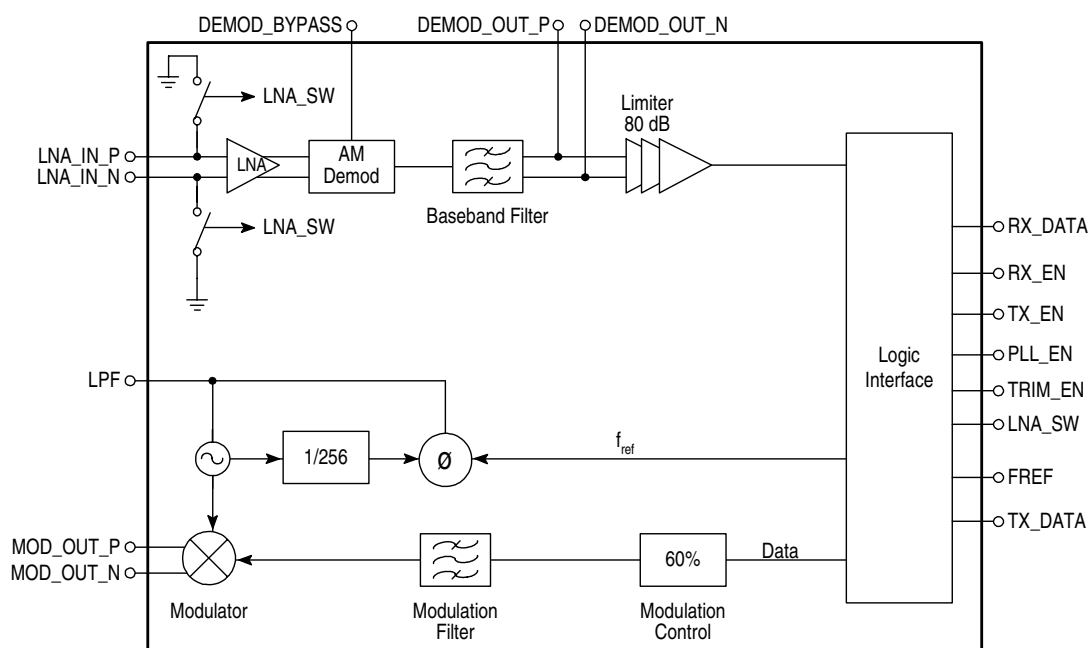 DEMOD_BYPASS
DEMOD_OUT_P
DEMOD_OUT_N
LNA_SW
Limiter
80 dB
LNA_IN_P
LNA_IN_N
LNA
AM
Demod
Baseband Filter
LNA_SW
RX_DATA
RX_EN
TX_EN
PLL_EN
TRIM_EN
LNA_SW
FREF
TX_DATA
Logic
Interface
LPF
1/256
Ø
fref
MOD_OUT_P
MOD_OUT_N
60%
Data
Modulator
Modulation
Filter
Modulation
Control